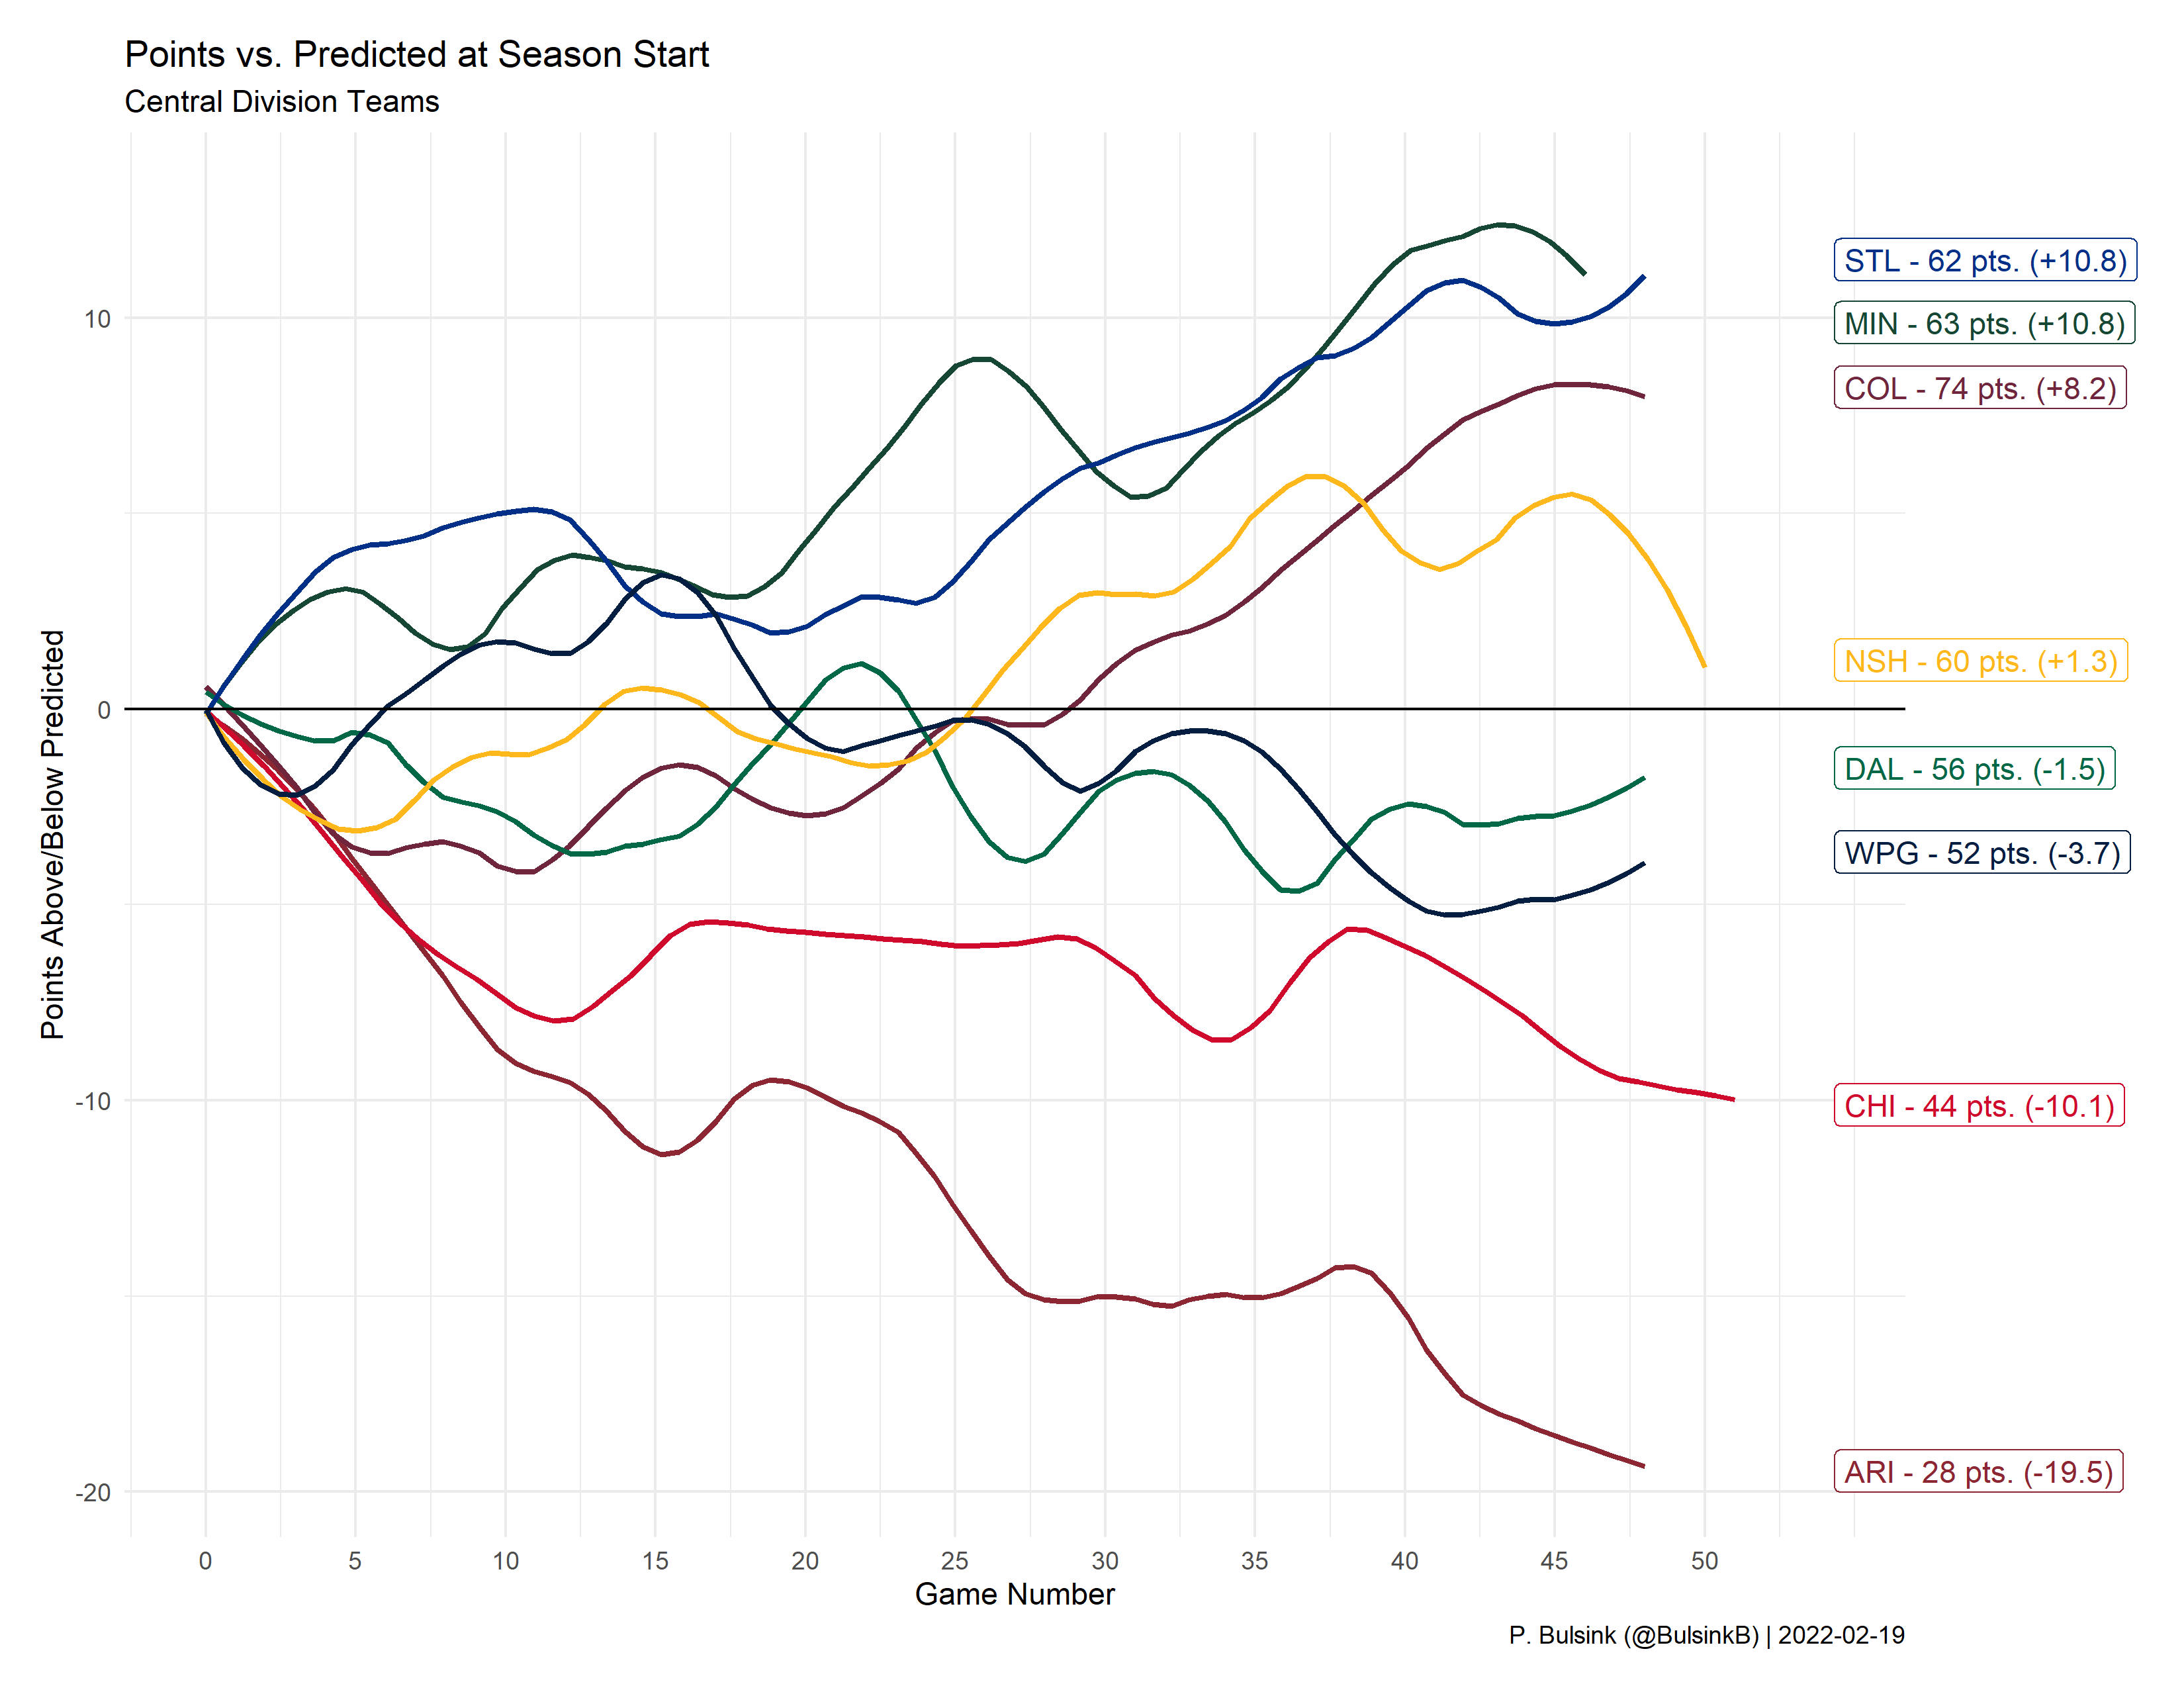 Points vs. Predicted at Season Start
Central Division Teams
Points Above/Below Predicted
10
0
-10
-20
STL - 62 pts. (+10.8)
MIN - 63 pts. (+10.8)
COL - 74 pts. (+8.2)
NSH - 60 pts. (+1.3)
DAL - 56 pts. (-1.5)
WPG - 52 pts. (-3.7)
CHI - 44 pts. (-10.1)
ARI - 28 pts. (-19.5)
0 5 10 15 20 25 30 35 40 45 50
Game Number
P. Bulsink (@BulsinkB) | 2022-02-19